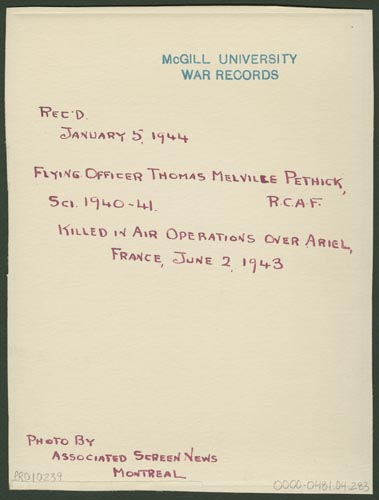 McGILL UNIVERSITY
WAR RECORDS
REC'D.
JANUARY 5, 1944
FLYING OFFICER THOMAS MELVILLE PETHICK,
SCI. 1940-41. R.C.A.F.
KILLED IN AIR OPERATIONS OVER ARIEL,
FRANCE, JUNE 2, 1943
PHOTO BY
ASSOCIATED SCREEN NEWS
MONTREAL
PR010239
0000-0481.04.283